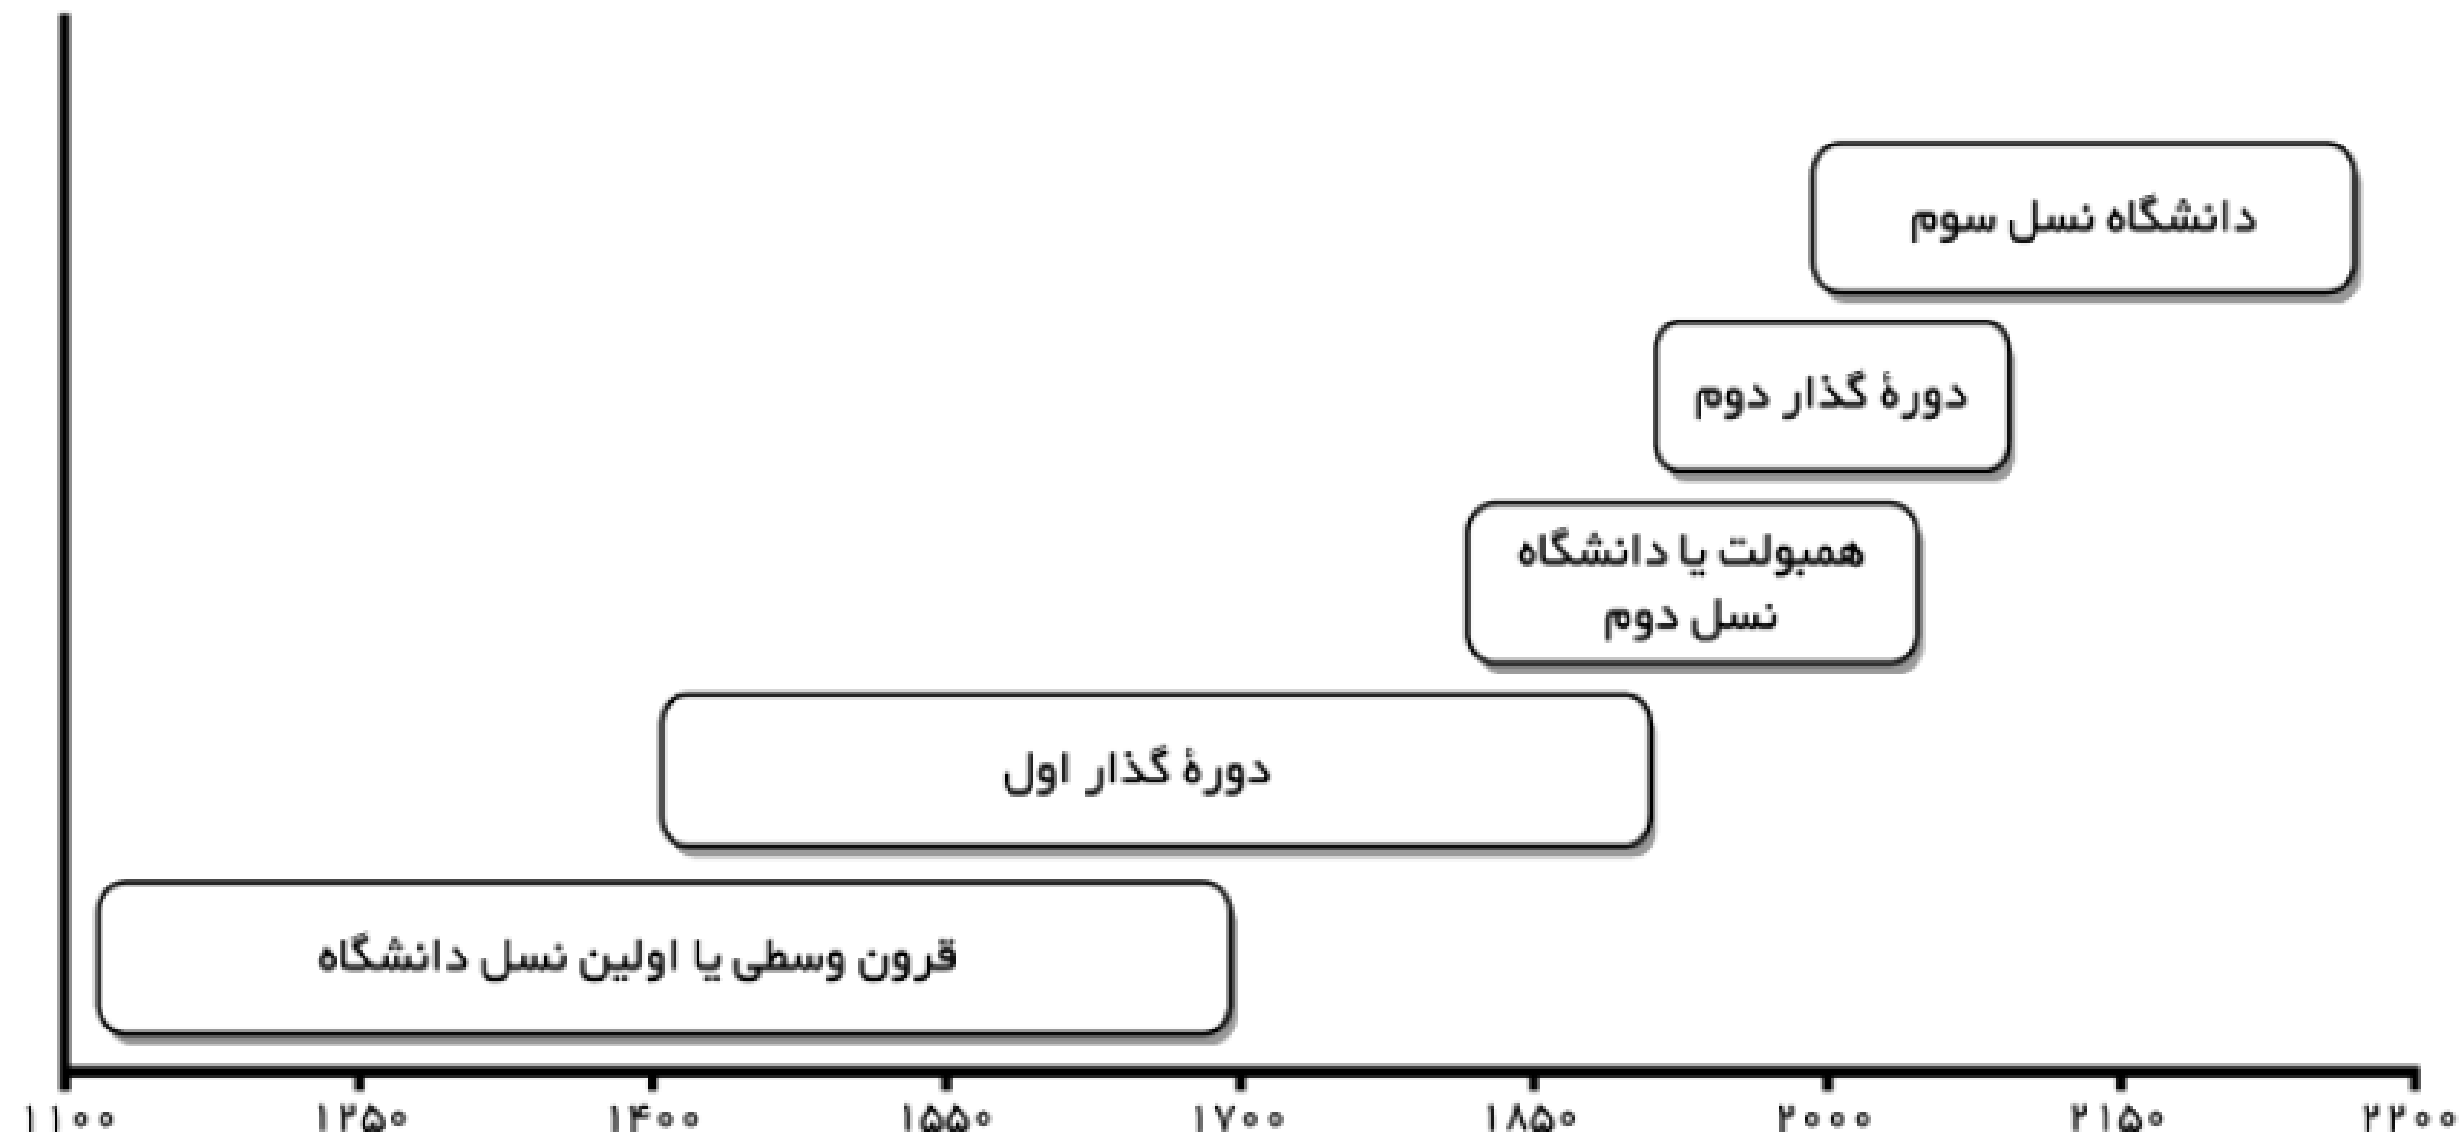 دانشگاه نسل سوم
دورهٔ گذار دوم
همبولت یا دانشگاه
نسل دوم
دورهٔ گذار اول
قرون وسطی یا اولین نسل دانشگاه
۱۱۰۰ ۱۲۵۰ ۱۴۰۰ ۱۵۵۰ ۱۷۰۰ ۱۸۵۰ ۲۰۰۰ ۲۱۵۰ ۲۲۰۰